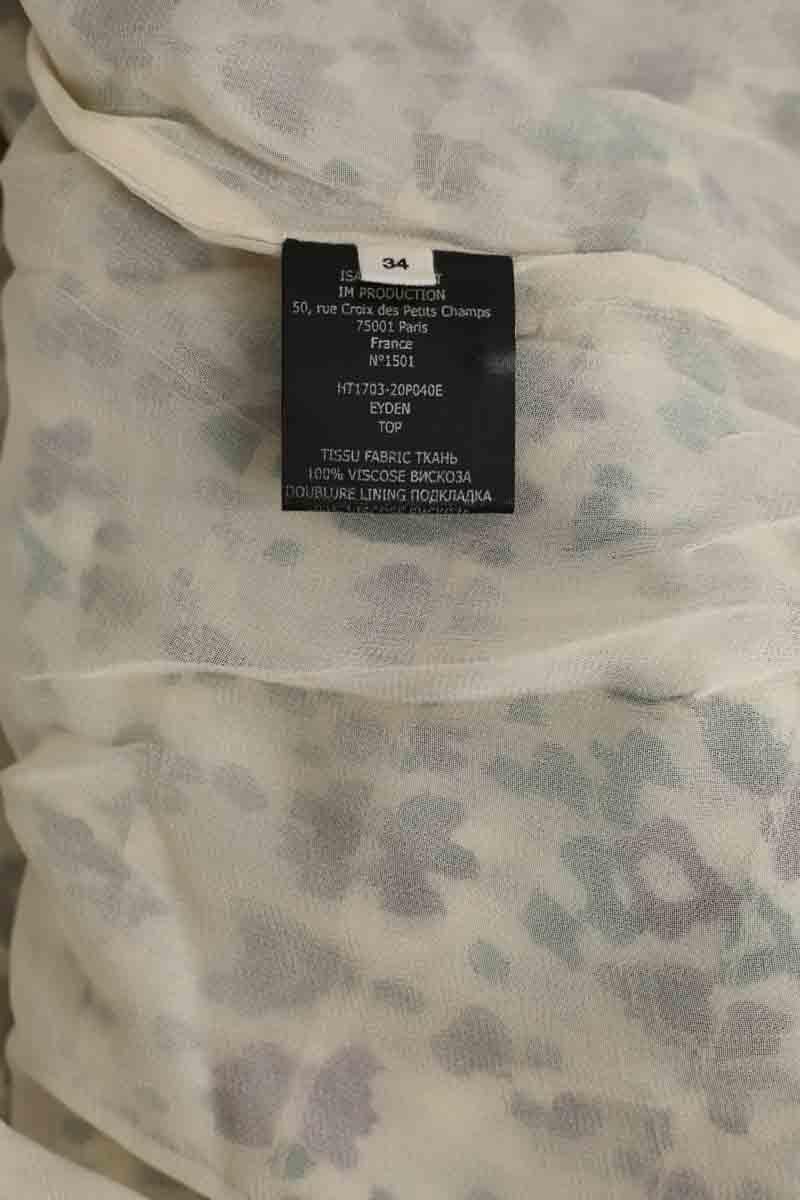 34
IM PRODUCTION
50, rue Croix des Petits Champs
75001 Paris
France
N°1501
HT1703-20P040E
EYDEN
TOP
TISSU FABRIC ТКАНЬ
100% VISCOSE ВИСКОЗА
DOUBLURE LINING ПОДКЛАДКА